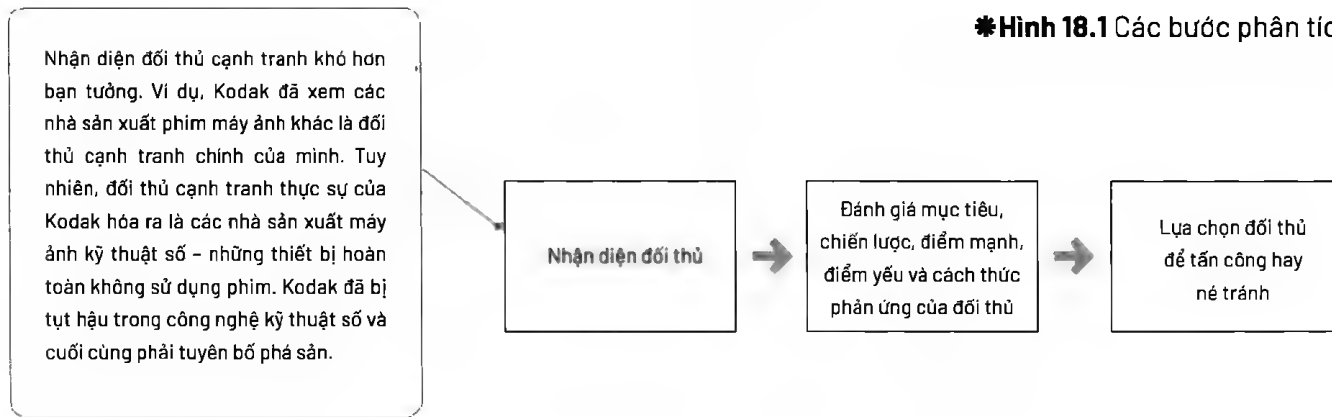 ✱Hình 18.1 Các bước phân tíc
Nhận diện đối thủ cạnh tranh khó hơn
bạn tưởng. Ví dụ, Kodak đã xem các
nhà sản xuất phim máy ảnh khác là đối
thủ cạnh tranh chính của mình. Tuy
nhiên, đối thủ cạnh tranh thực sự của
Kodak hóa ra là các nhà sản xuất máy
ảnh kỹ thuật số – những thiết bị hoàn
toàn không sử dụng phim. Kodak đã bị
tụt hậu trong công nghệ kỹ thuật số và
cuối cùng phải tuyên bố phá sản.
Nhận diện đối thủ
Đánh giá mục tiêu,
chiến lược, điểm mạnh,
điểm yếu và cách thức
phản ứng của đối thủ
Lựa chọn đối thủ
để tấn công hay
né tránh